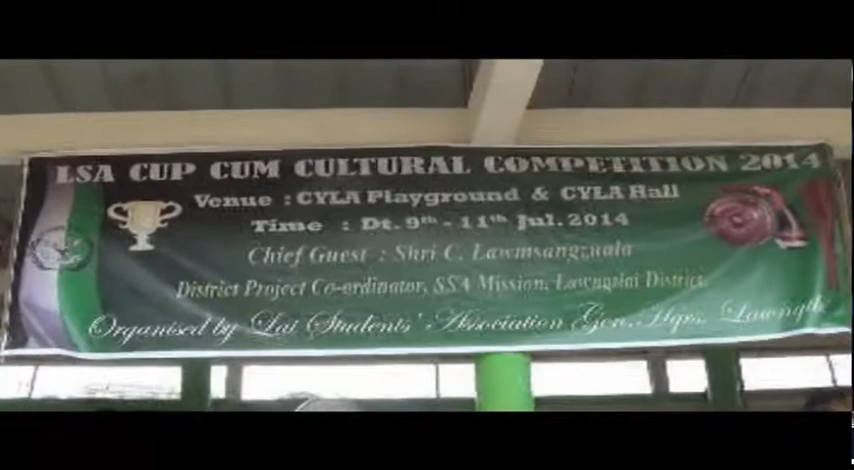 LSA CUP CUM CULTURAL COMPETITION 2014
Venue : CYLA Playground & CYLA Hall
Time : Dt. 9th - 11th Jul. 2014
Chief Guest : Shri C. Lawmsangzuala
District Project Co-ordinator, SSA Mission, Lawngtlai District.
Organised by Lai Students' Association Gen. Hqrs.